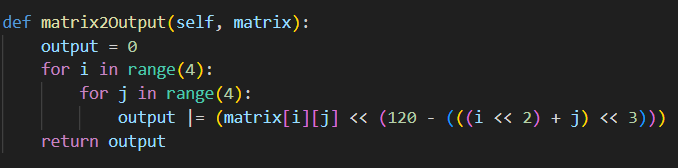 def matrix2Output(self, matrix):
    output = 0
    for i in range(4):
        for j in range(4):
            output |= (matrix[i][j] << (120 - (((i << 2) + j) << 3)))
    return output